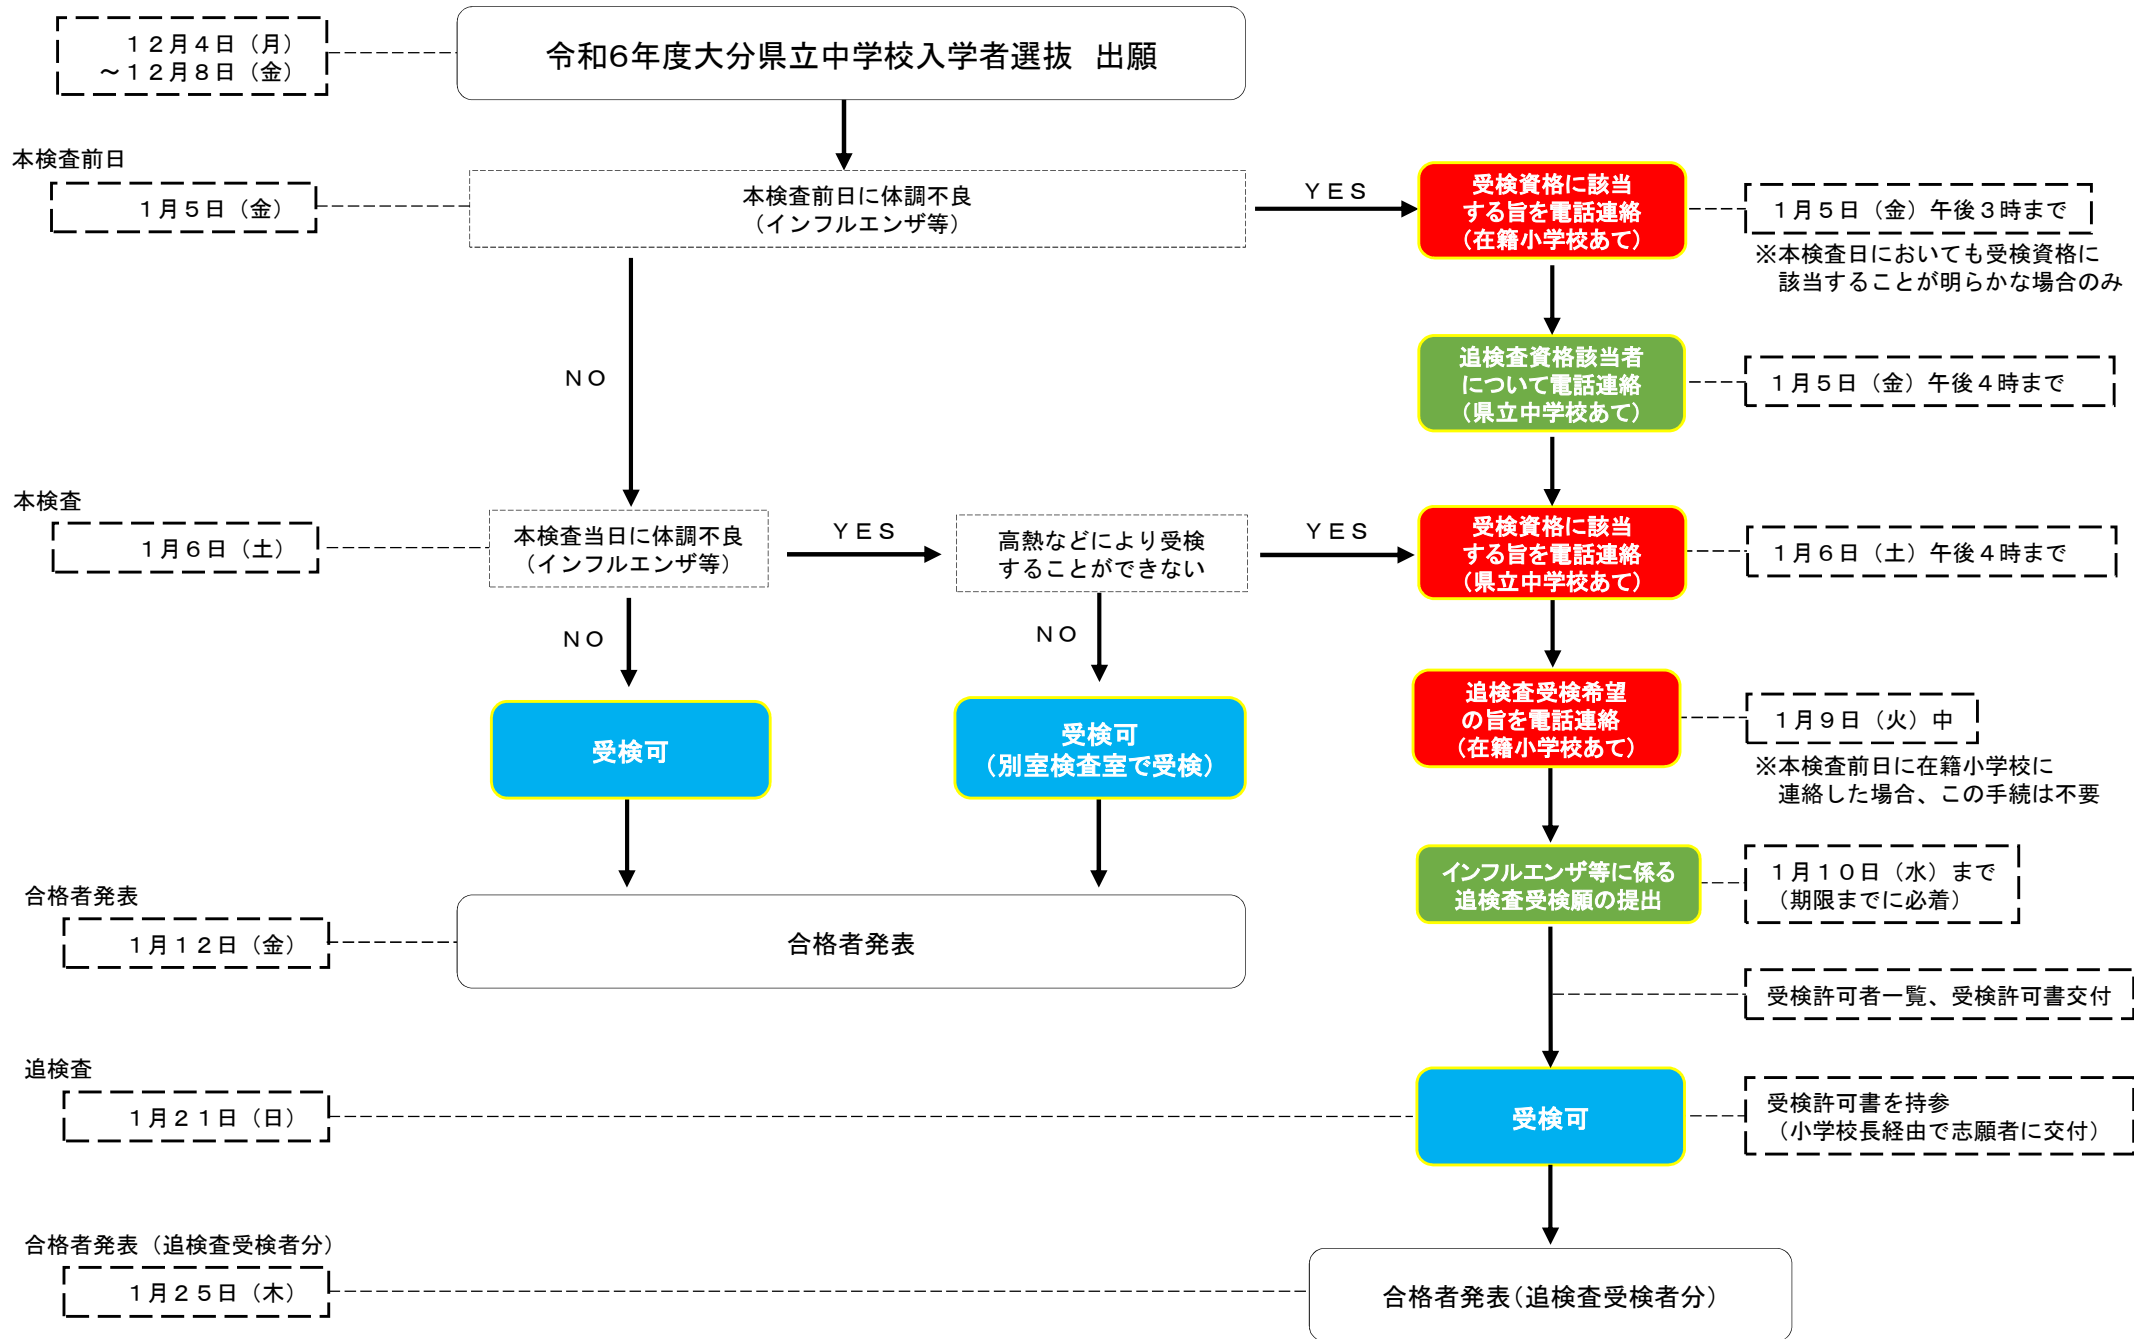 １２月４日（月）
～１２月８日（金）
令和６年度大分県立中学校入学者選抜　出願
本検査前日
１月５日（金）
本検査前日に体調不良
（インフルエンザ等）
ＹＥＳ
受検資格に該当
する旨を電話連絡
（在籍小学校あて）
１月５日（金）午後３時まで
※本検査日においても受検資格に
該当することが明らかな場合のみ
ＮＯ
追検査資格該当者
について電話連絡
（県立中学校あて）
１月５日（金）午後４時まで
本検査
１月６日（土）
本検査当日に体調不良
（インフルエンザ等）
ＹＥＳ
高熱などにより受検
することができない
ＹＥＳ
受検資格に該当
する旨を電話連絡
（県立中学校あて）
１月６日（土）午後４時まで
ＮＯ
ＮＯ
受検可
受検可
（別室検査室で受検）
追検査受検希望
の旨を電話連絡
（在籍小学校あて）
１月９日（火）中
※本検査前日に在籍小学校に
連絡した場合、この手続は不要
インフルエンザ等に係る
追検査受検願の提出
１月１０日（水）まで
（期限までに必着）
合格者発表
１月１２日（金）
合格者発表
受検許可者一覧、受検許可書交付
追検査
１月２１日（日）
受検可
受検許可書を持参
（小学校長経由で志願者に交付）
合格者発表（追検査受検者分）
１月２５日（木）
合格者発表（追検査受検者分）